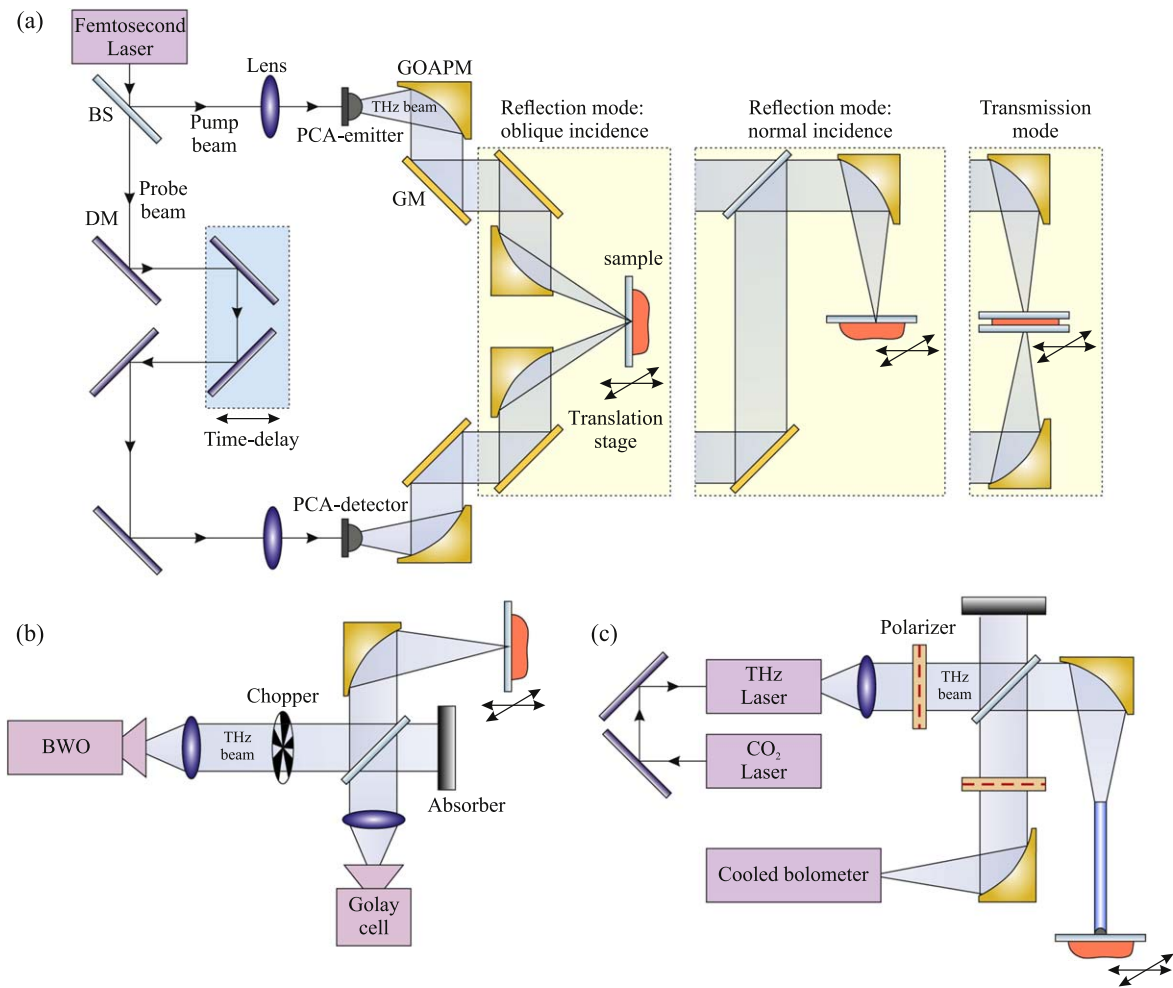 (a)
Femtosecond
Laser
BS
Lens
Pump
beam
PCA-emitter
GOAPM
THz beam
GM
Probe
beam
DM
Time-delay
PCA-detector
Reflection mode:
oblique incidence
sample
Translation
stage
Reflection mode:
normal incidence
Transmission
mode
(b)
BWO
THz
beam
Chopper
Absorber
Golay
cell
(c)
Polarizer
THz
Laser
THz
beam
CO₂
Laser
Cooled bolometer